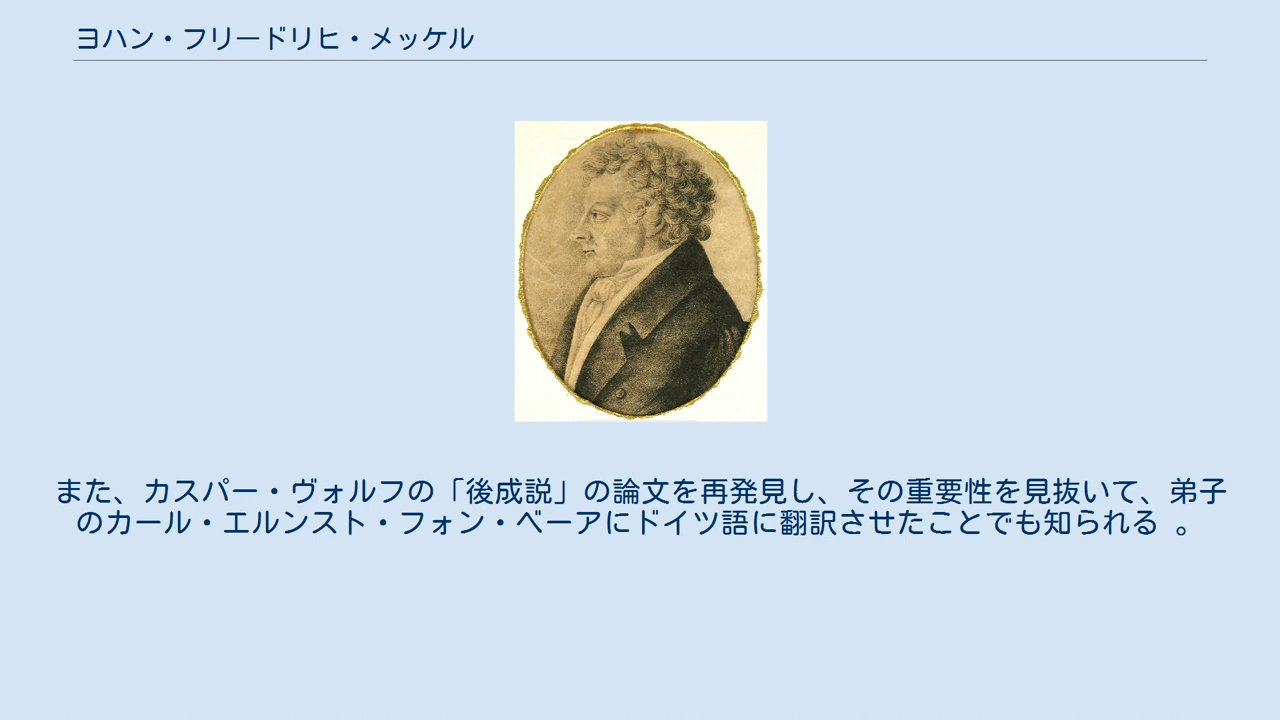 ヨハン・フリードリヒ・メッケル
また、カスパー・ヴォルフの「後成説」の論文を再発見し、その重要性を見抜いて、弟子
のカール・エルンスト・フォン・ベーアにドイツ語に翻訳させたことでも知られる 。